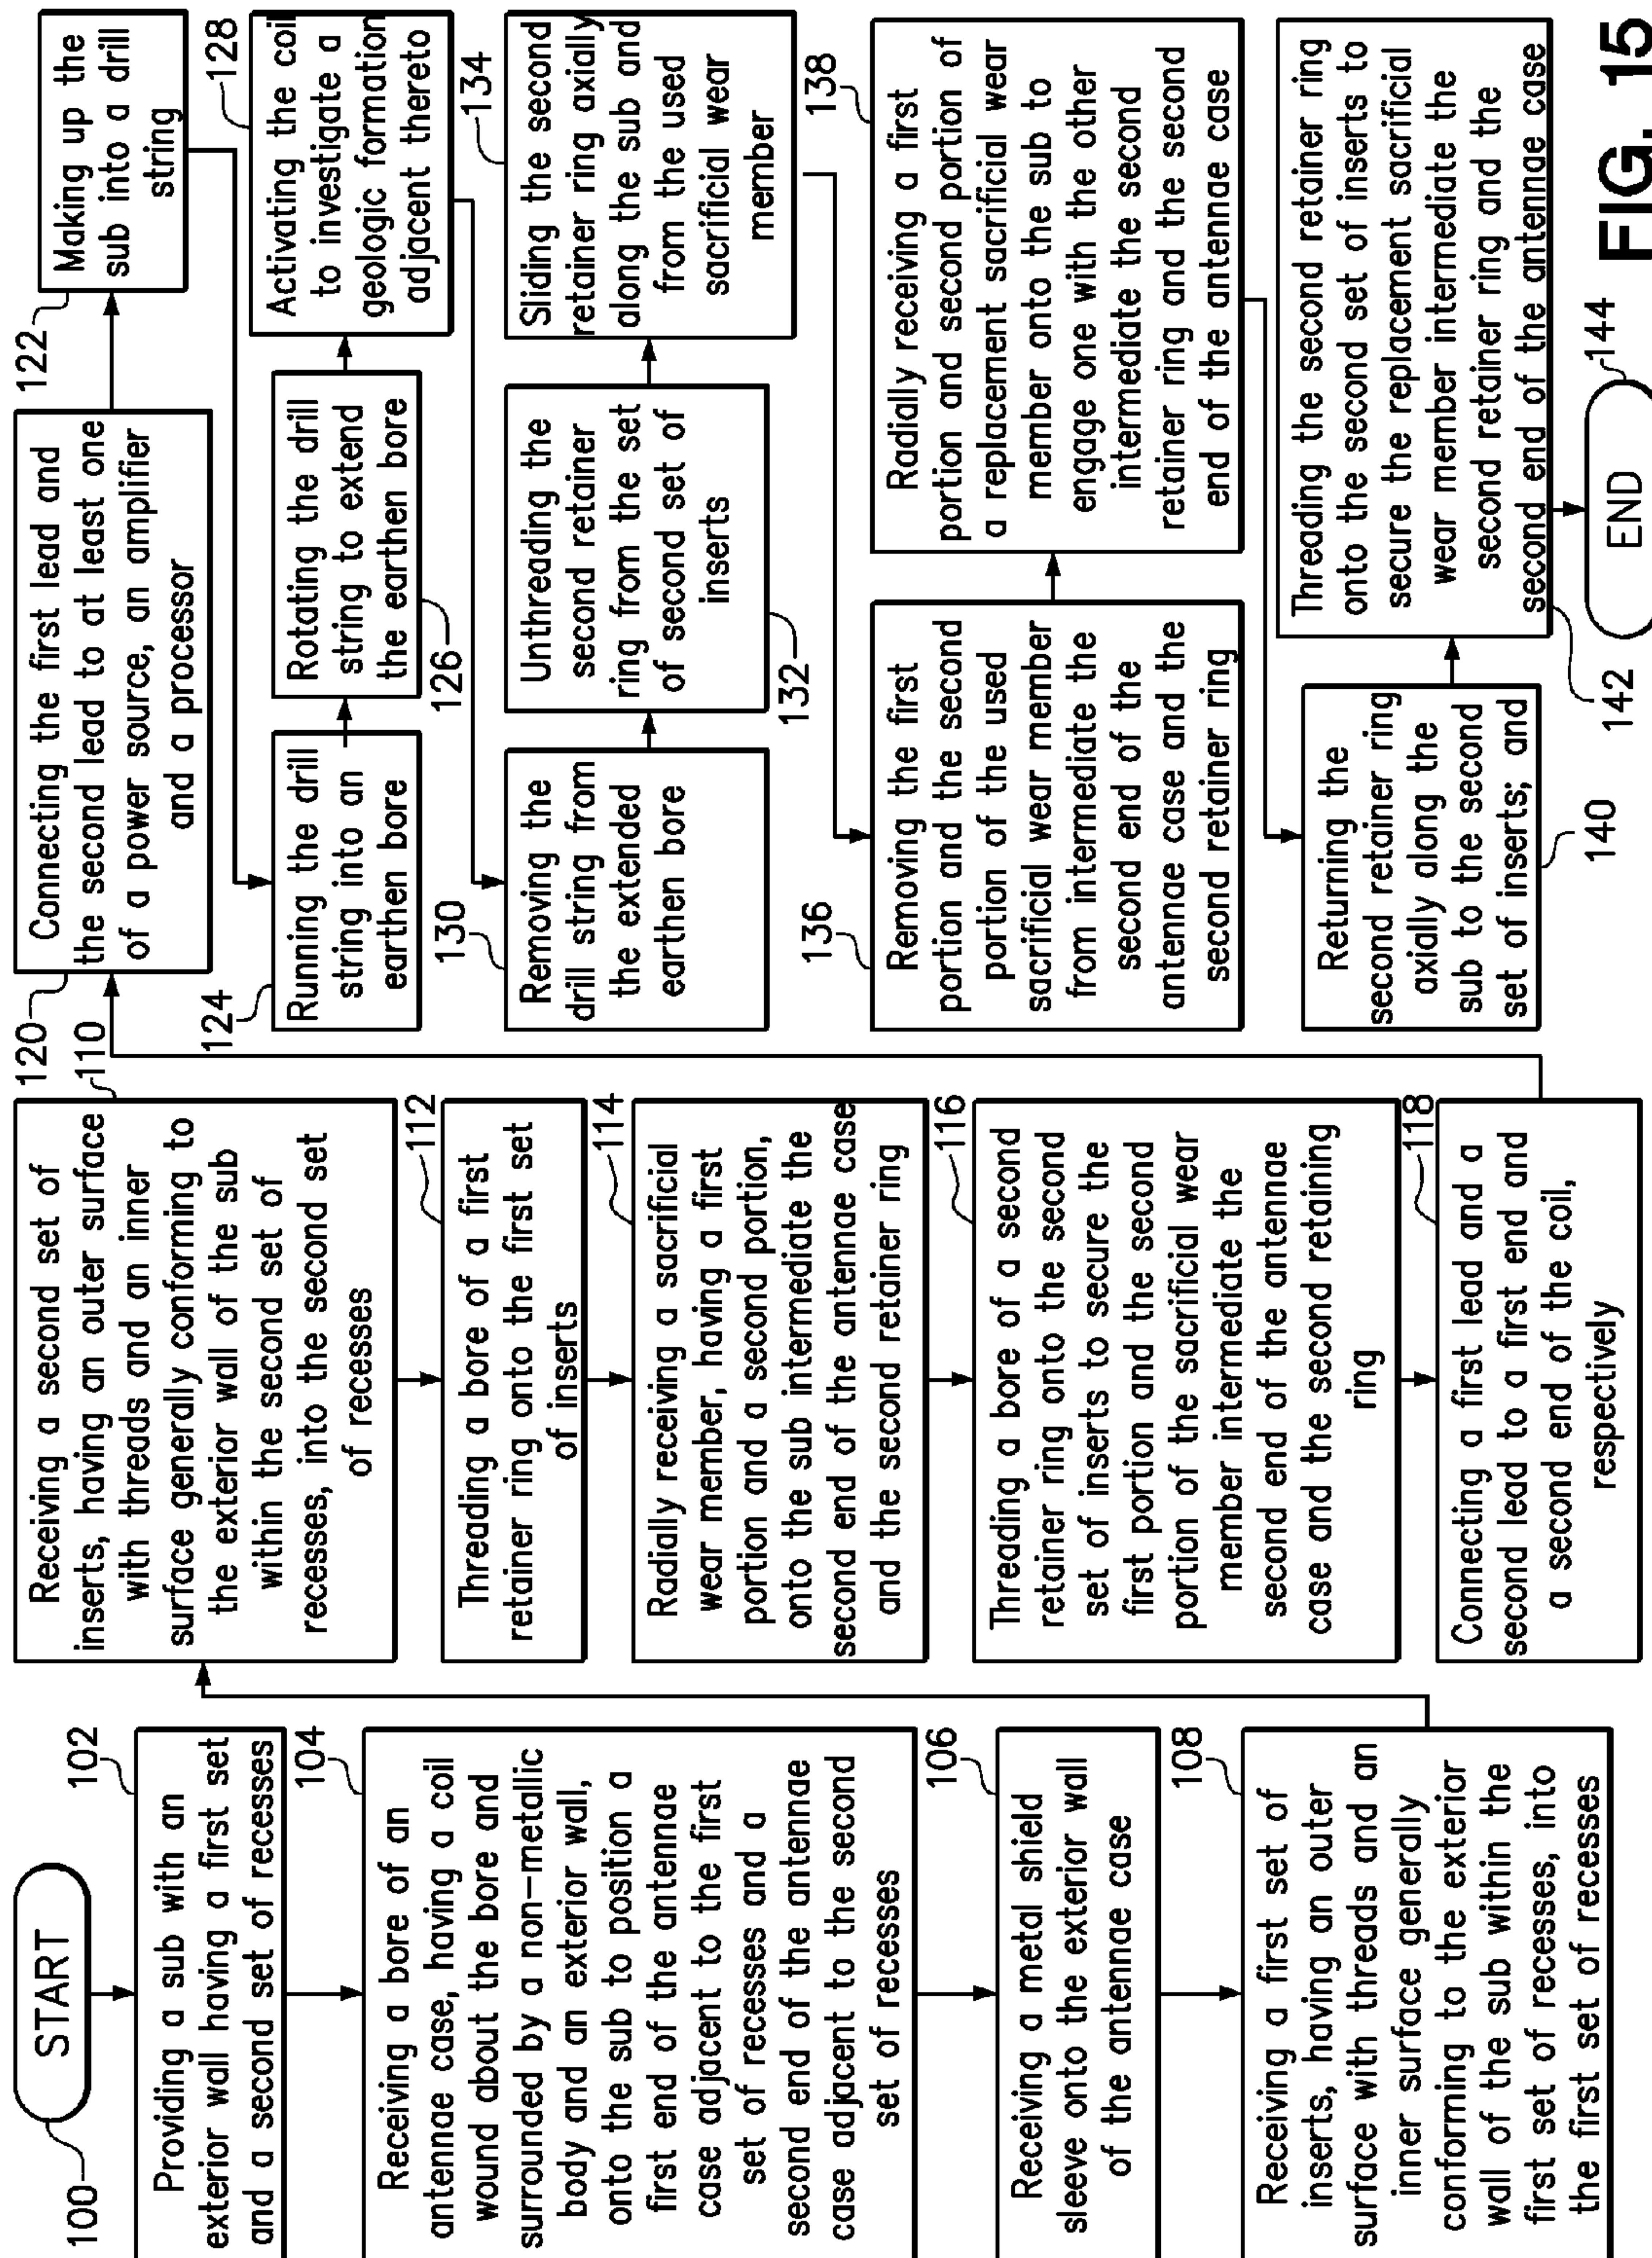 START
100
Providing a sub with an
exterior wall having a first set
and a second set of recesses
102
Receiving a bore of an
antennae case, having a coil
wound about the bore and
surrounded by a non-metallic
body and an exterior wall,
onto the sub to position a
first end of the antennae
case adjacent to the first
set of recesses and a
second end of the antennae
case adjacent to the second
set of recesses
104
Receiving a metal shield
sleeve onto the exterior wall
of the antennae case
106
Receiving a first set of
inserts, having an outer
surface with threads and an
inner surface generally
conforming to the exterior
wall of the sub within the
first set of recesses, into
the first set of recesses
108
Receiving a second set of
inserts, having an outer surface
with threads and an inner
surface generally conforming to
the exterior wall of the sub
within the second set of
recesses, into the second set
of recesses
110
Threading a bore of a first
retainer ring onto the first set
of inserts
112
Radially receiving a sacrificial
wear member, having a first
portion and a second portion,
onto the sub intermediate the
second end of the antennae case
and the second retainer ring
114
Threading a bore of a second
retainer ring onto the second
set of inserts to secure the
first portion and the second
portion of the sacrificial wear
member intermediate the
second end of the antennae
case and the second retaining
ring
116
Connecting a first lead and a
second lead to a first end and
a second end of the coil,
respectively
118
Connecting the first lead and
the second lead to at least one
of a power source, an amplifier
and a processor
120
Making up the
sub into a drill
string
122
Running the drill
string into an
earthen bore
124
Rotating the drill
string to extend
the earthen bore
126
Activating the coil
to investigate a
geologic formation
adjacent thereto
128
Removing the
drill string from
the extended
earthen bore
130
Unthreading the
second retainer
ring from the set
of second set of
inserts
132
Sliding the second
retainer ring axially
along the sub and
from the used
sacrificial wear
member
134
Removing the first
portion and the second
portion of the used
sacrificial wear member
from intermediate the
second end of the
antennae case and the
second retainer ring
136
Radially receiving a first
portion and second portion of
a replacement sacrificial wear
member onto the sub to
engage one with the other
intermediate the second
retainer ring and the second
end of the antennae case
138
Returning the
second retainer ring
axially along the
sub to the second
set of inserts; and
140
Threading the second retainer ring
onto the second set of inserts to
secure the replacement sacrificial
wear member intermediate the
second retainer ring and the
second end of the antennae case
142
END
144
FIG. 15